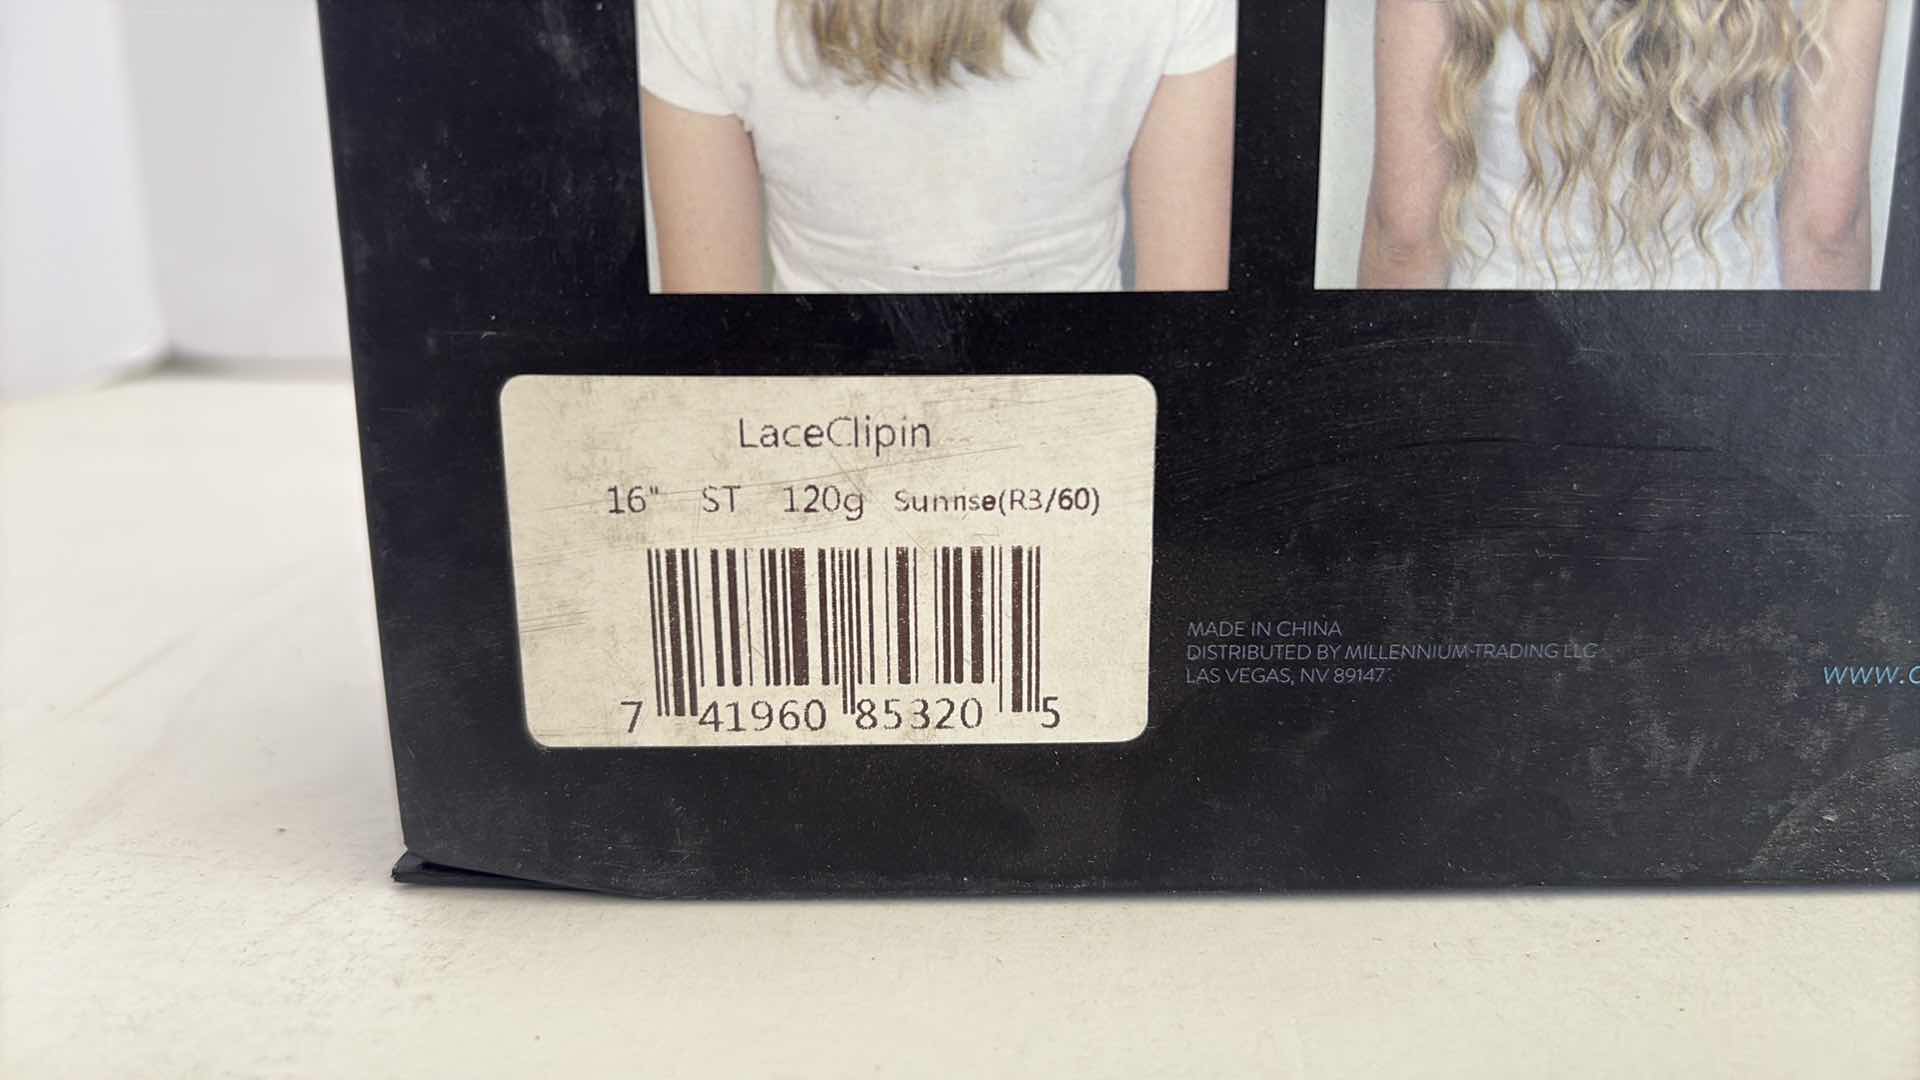 LaceClipin
16" ST 120g Sunrise(R3/60)
7 41960 85320 5
MADE IN CHINA
DISTRIBUTED BY MILLENNIUM TRADING LLC
LAS VEGAS, NV 89147